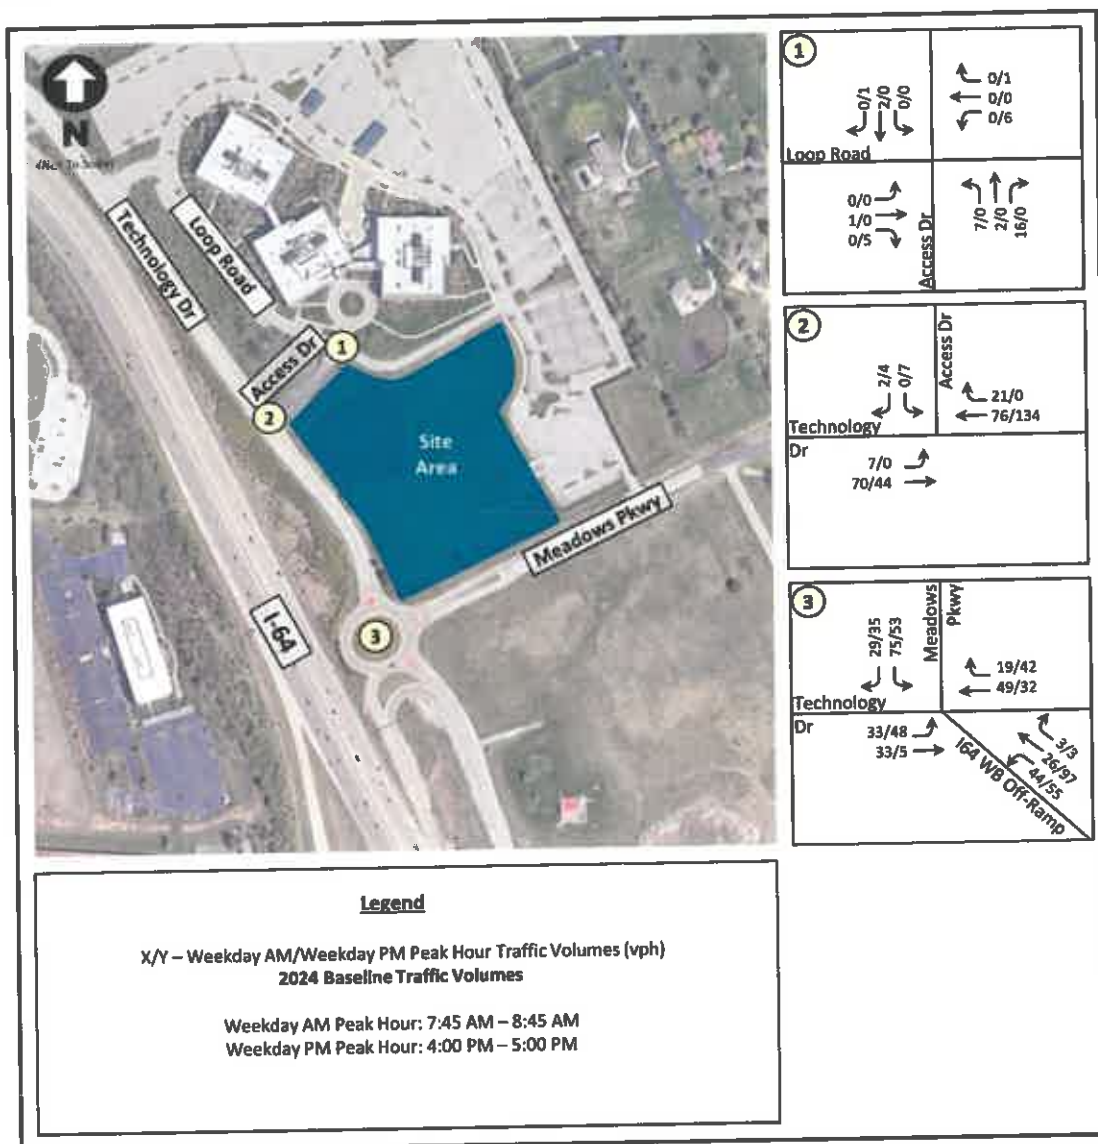 N
Technology Dr
Loop Road
Access Dr
1
2
Site
Area
Meadows Pkwy
I-64
3
1
0/1
2/0
0/0
0/1
0/0
0/6
Loop Road
0/0
1/0
0/5
Access Dr
7/0
2/0
16/0
2
2/4
0/7
Access Dr
21/0
76/134
Technology
Dr
7/0
70/44
3
29/35
75/53
Meadows
Pkwy
19/42
49/32
Technology
Dr
33/48
33/5
3/3
26/97
44/55
I64 WB Off-Ramp
Legend
X/Y – Weekday AM/Weekday PM Peak Hour Traffic Volumes (vph)
2024 Baseline Traffic Volumes
Weekday AM Peak Hour: 7:45 AM – 8:45 AM
Weekday PM Peak Hour: 4:00 PM – 5:00 PM